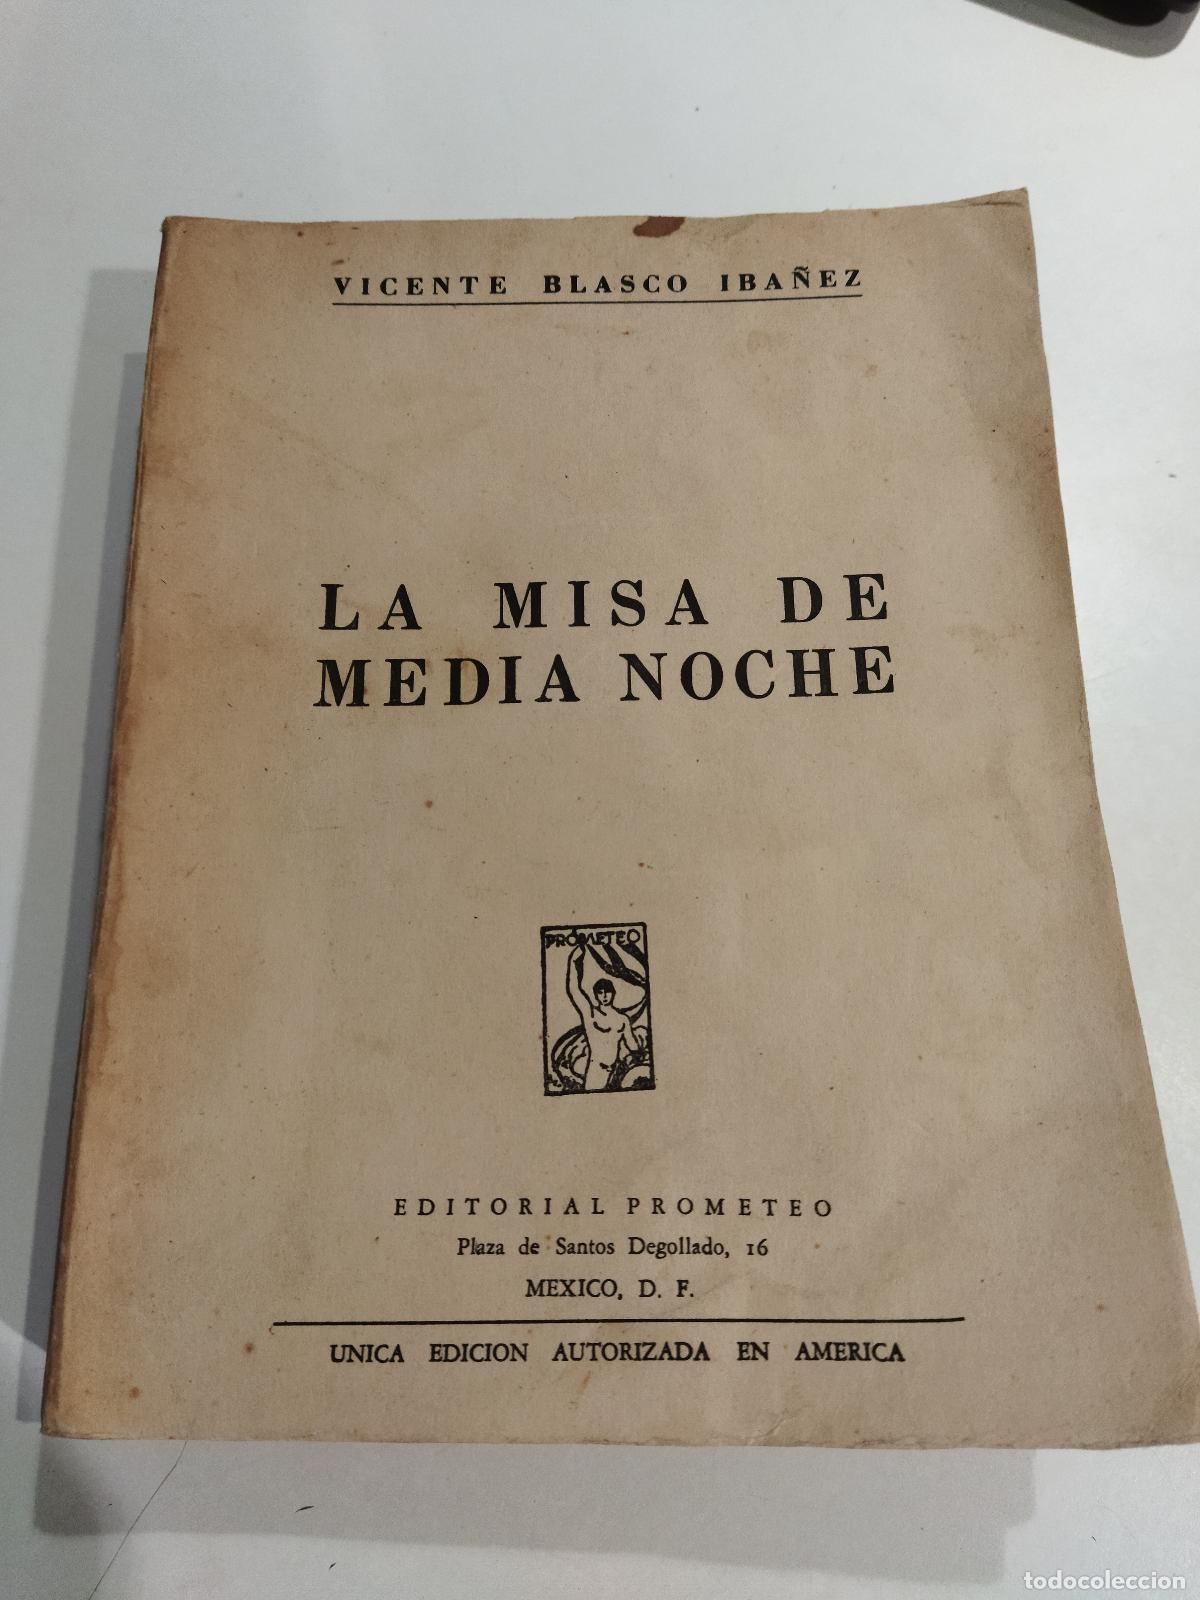 VICENTE BLASCO IBAÑEZ
LA MISA DE
MEDIA NOCHE
PROMETEO
EDITORIAL PROMETEO
Plaza de Santos Degollado, 16
MEXICO, D. F.
UNICA EDICION AUTORIZADA EN AMERICA
todocoleccion